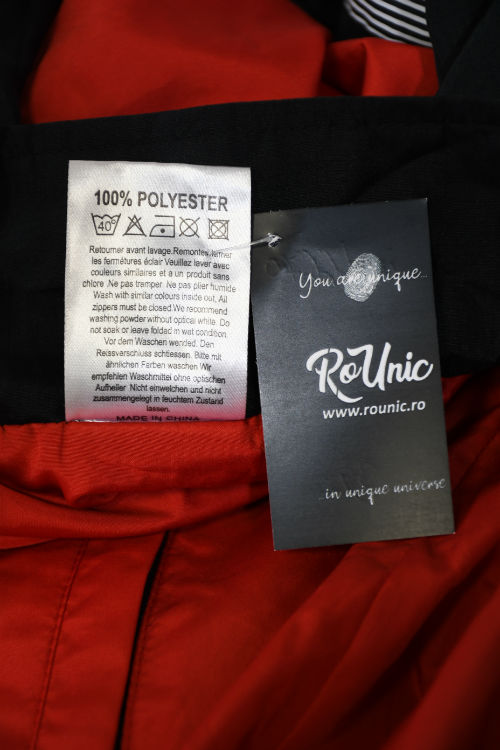 100% POLYESTER
40°
Retourner avant lavage.Remontez/fermer
les fermetures éclair Veuillez laver avec
couleurs similaires et a un produit sans
chlore .Ne pas tramper. Ne pas plier humide
Wash with similar colours inside out, All
zippers must be closed.We recommend
washing powder without optical white. Do
not soak or leave folded in wet condition.
Vor dem Waschen wenden. Den
Reissverschluss schtiessen. Bitte mit
ähnlichen Farben waschen Wir
empfehlen Waschmittel ohne optischen
Aufheller Nicht einweichen und nicht
zusammengelegt in feuchtem Zustand
lassen.
MADE IN CHINA
You are unique...
RoUnic
www.rounic.ro
...in unique universe